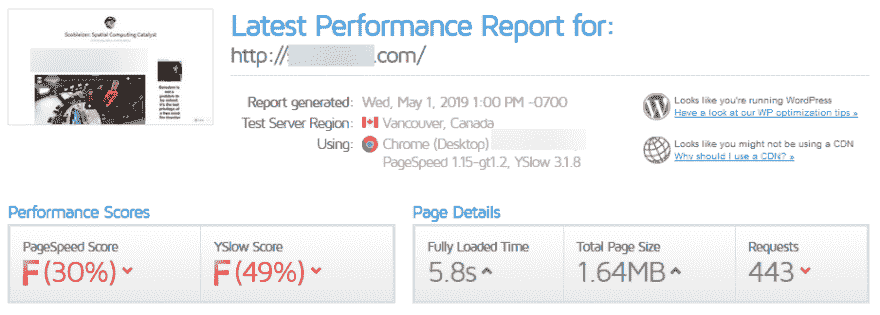 Latest Performance Report for:
http://.com/
Scobleizer: Spatial Computing Catalyst
Report generated: Wed, May 1, 2019 1:00 PM -0700
Test Server Region: Vancouver, Canada
Using: Chrome (Desktop)
PageSpeed 1.15-gt1.2, YSlow 3.1.8
Looks like you're running WordPress
Have a look at our WP optimization tips »
Looks like you might not be using a CDN
Why should I use a CDN? »
Performance Scores
PageSpeed Score
F(30%)
YSlow Score
F(49%)
Page Details
Fully Loaded Time
5.8s
Total Page Size
1.64MB
Requests
443